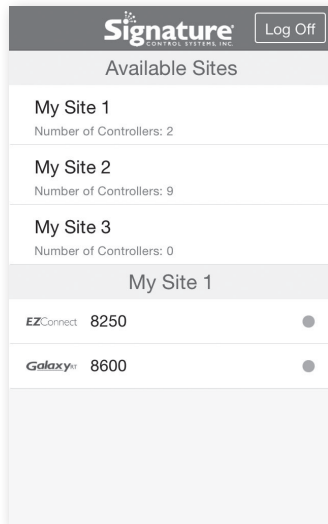 Signature
CONTROL SYSTEMS, INC.
Log Off
Available Sites
My Site 1
Number of Controllers: 2
My Site 2
Number of Controllers: 9
My Site 3
Number of Controllers: 0
My Site 1
EZConnect 8250
GalaxyRT 8600